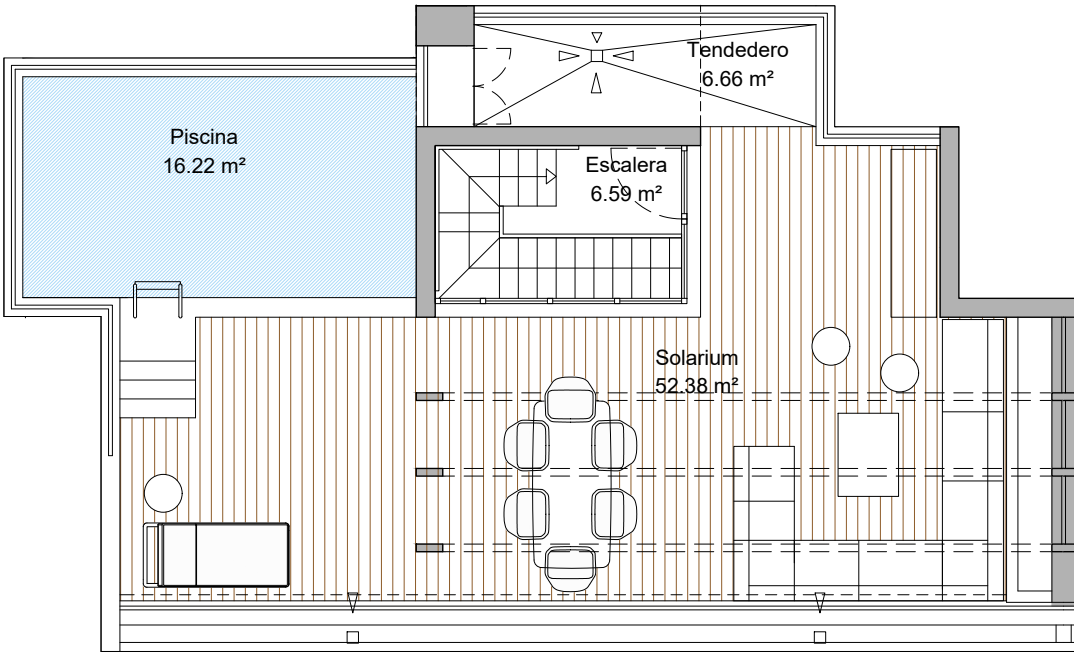 Tendedero
6.66 m²
Piscina
16.22 m²
Escalera
6.59 m²
Solarium
52.38 m²